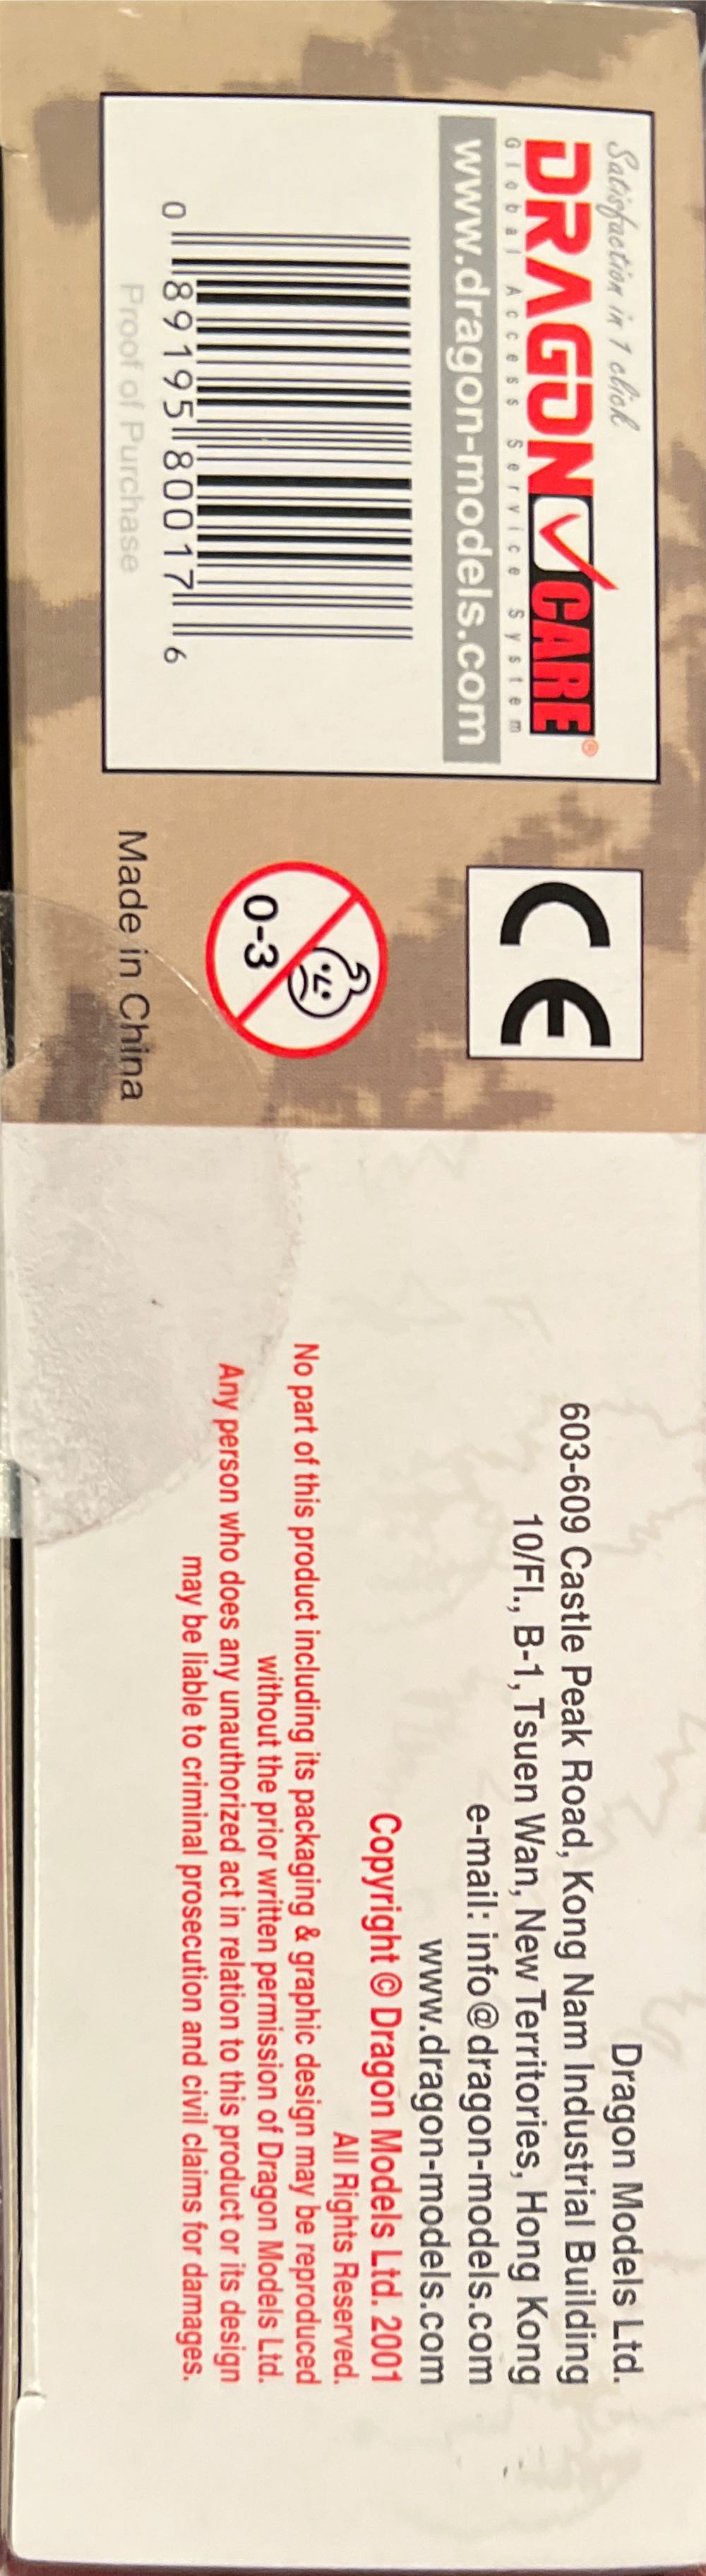 Satisfaction in 1 click
DRAGON CARE®
Global Access Service System
www.dragon-models.com
0 89195 80017 6
Proof of Purchase
CE
0-3
Made in China
Dragon Models Ltd.
603-609 Castle Peak Road, Kong Nam Industrial Building
10/Fl., B-1, Tsuen Wan, New Territories, Hong Kong
e-mail: info@dragon-models.com
www.dragon-models.com
Copyright © Dragon Models Ltd. 2001
All Rights Reserved.
No part of this product including its packaging & graphic design may be reproduced
without the prior written permission of Dragon Models Ltd.
Any person who does any unauthorized act in relation to this product or its design
may be liable to criminal prosecution and civil claims for damages.